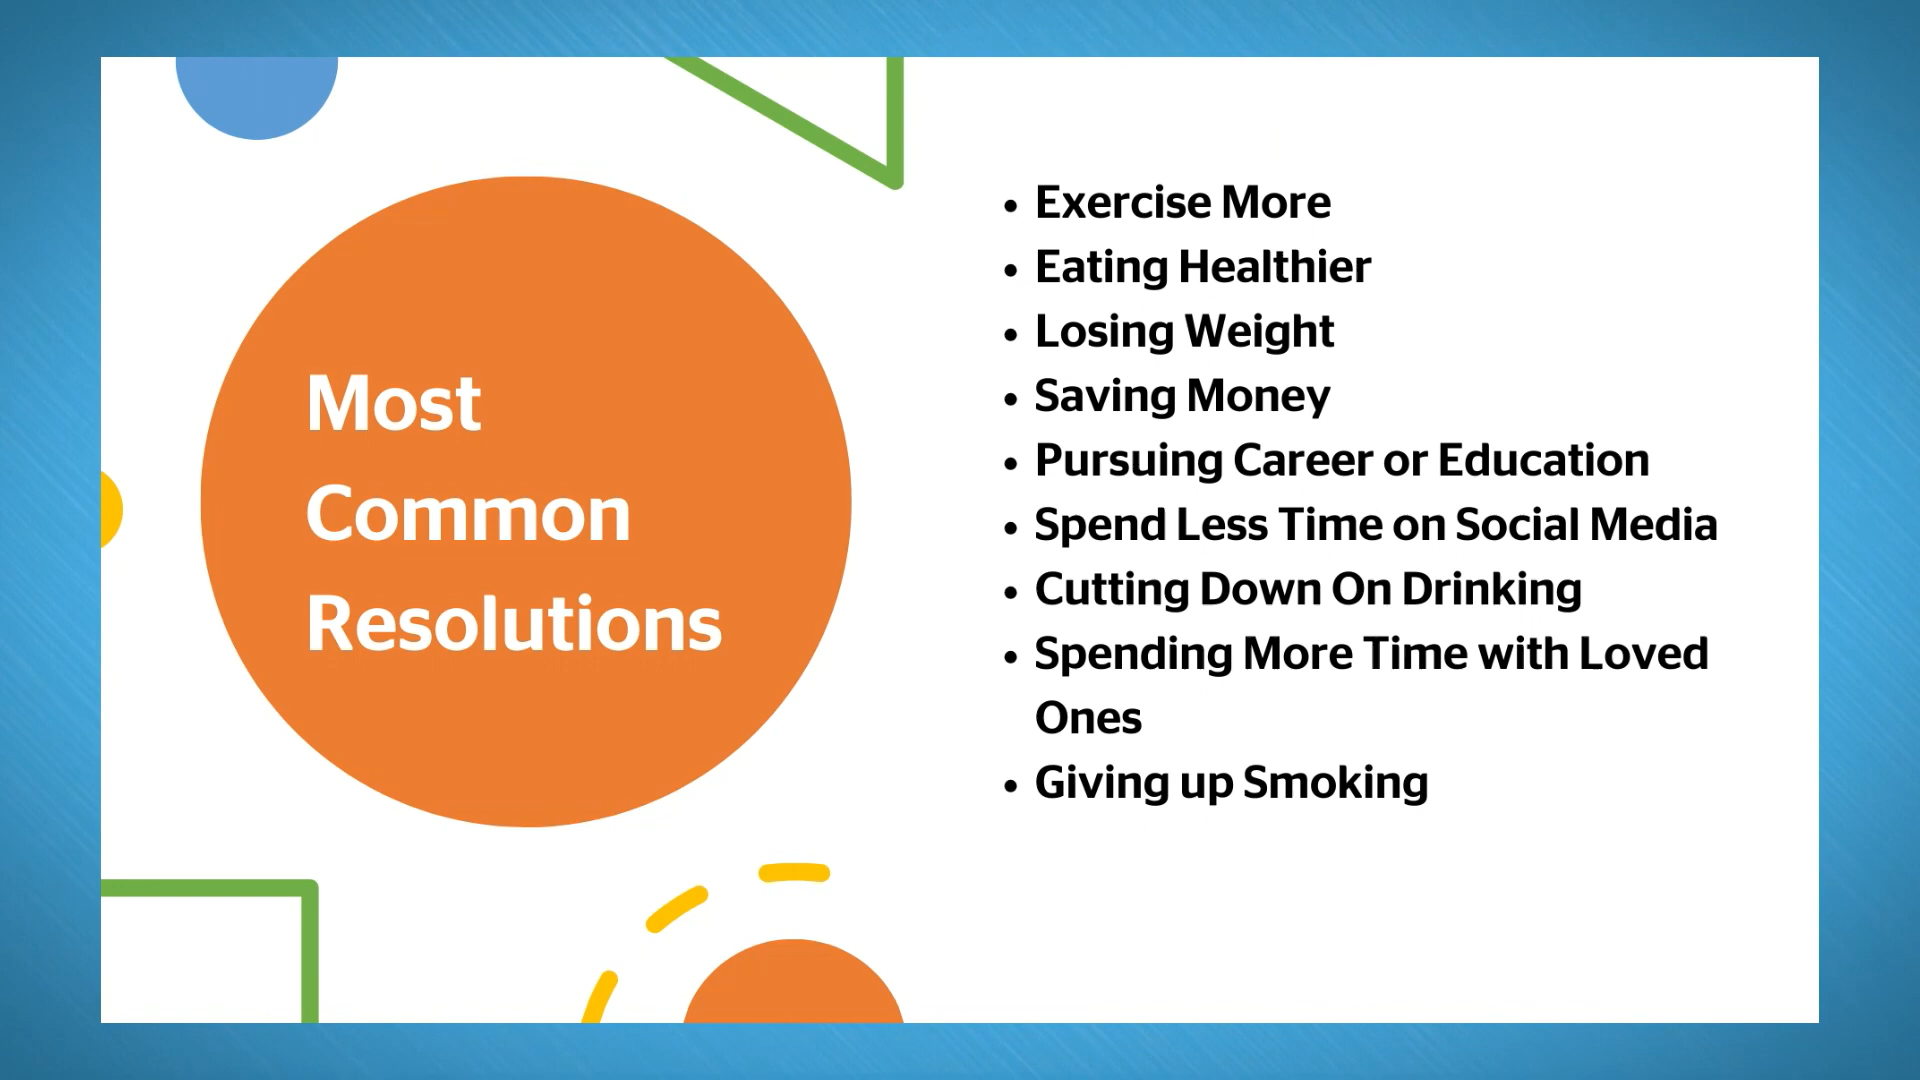 Most
Common
Resolutions
• Exercise More
• Eating Healthier
• Losing Weight
• Saving Money
• Pursuing Career or Education
• Spend Less Time on Social Media
• Cutting Down On Drinking
• Spending More Time with Loved
Ones
• Giving up Smoking